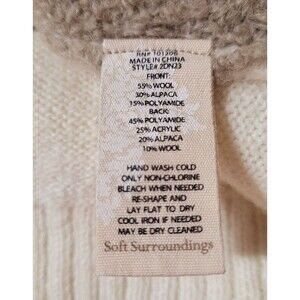 RN# 101206
MADE IN CHINA
STYLE# 2DN23
FRONT:
55% WOOL
30% ALPACA
15% POLYAMIDE
BACK:
45% POLYAMIDE
25% ACRYLIC
20% ALPACA
10% WOOL
HAND WASH COLD
ONLY NON-CHLORINE
BLEACH WHEN NEEDED
RE-SHAPE AND
LAY FLAT TO DRY
COOL IRON IF NEEDED
MAY BE DRY CLEANED
Soft Surroundings